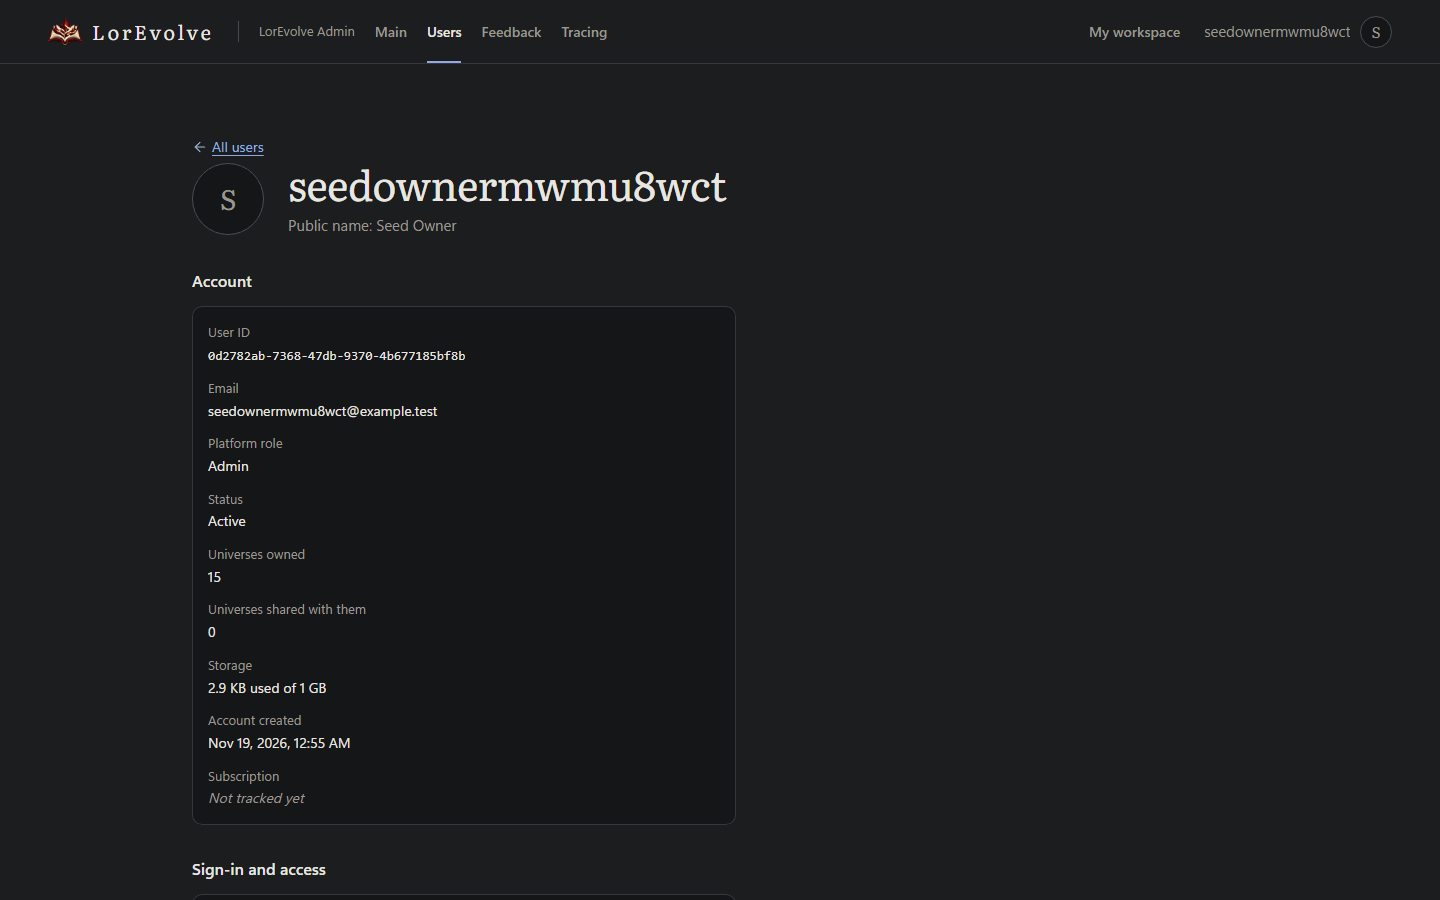 LorEvolve
LorEvolve Admin
Main
Users
Feedback
Tracing
My workspace
seedownermwmu8wct
S
← All users
S
seedownermwmu8wct
Public name: Seed Owner
Account
User ID
0d2782ab-7368-47db-9370-4b677185bf8b
Email
seedownermwmu8wct@example.test
Platform role
Admin
Status
Active
Universes owned
15
Universes shared with them
0
Storage
2.9 KB used of 1 GB
Account created
Nov 19, 2026, 12:55 AM
Subscription
Not tracked yet
Sign-in and access